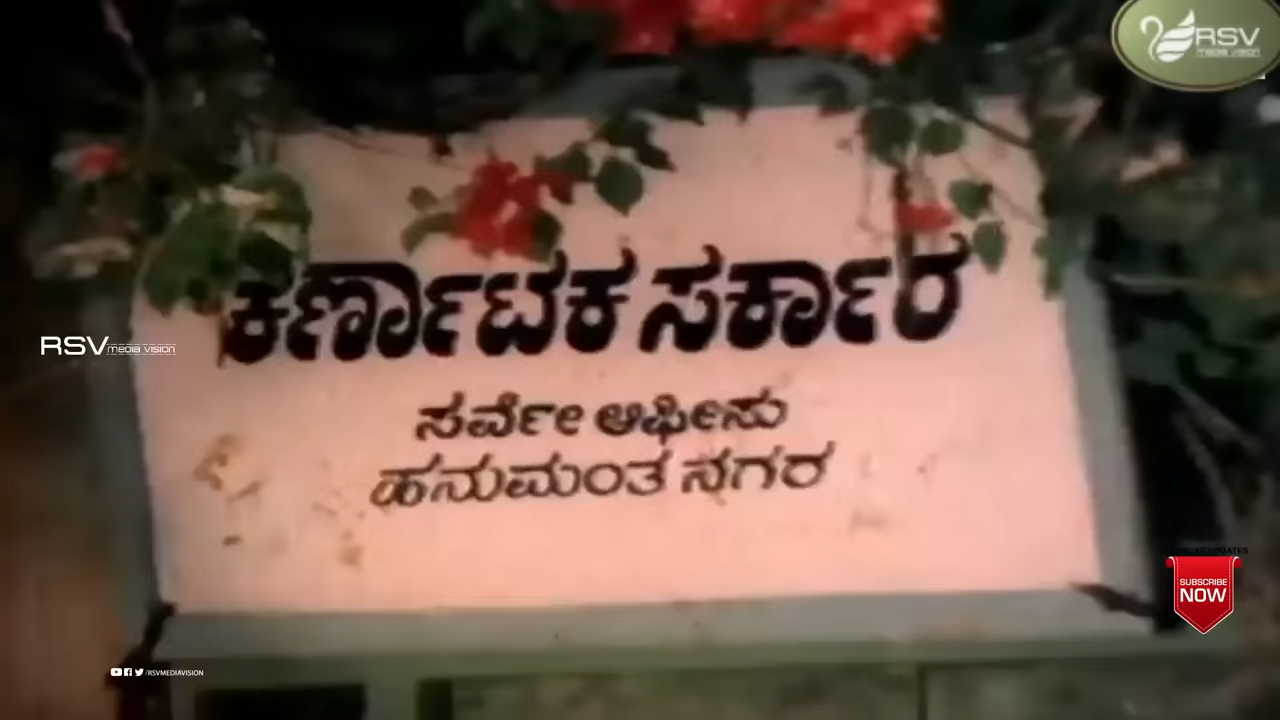 RSV
media vision
ಕರ್ಣಾಟಕ ಸರ್ಕಾರ
RSV media vision
ಸರ್ವೇ ಆಫೀಸು
ಹನುಮಂತ ನಗರ
SUBSCRIBE
NOW
/RSVMEDIAVISION